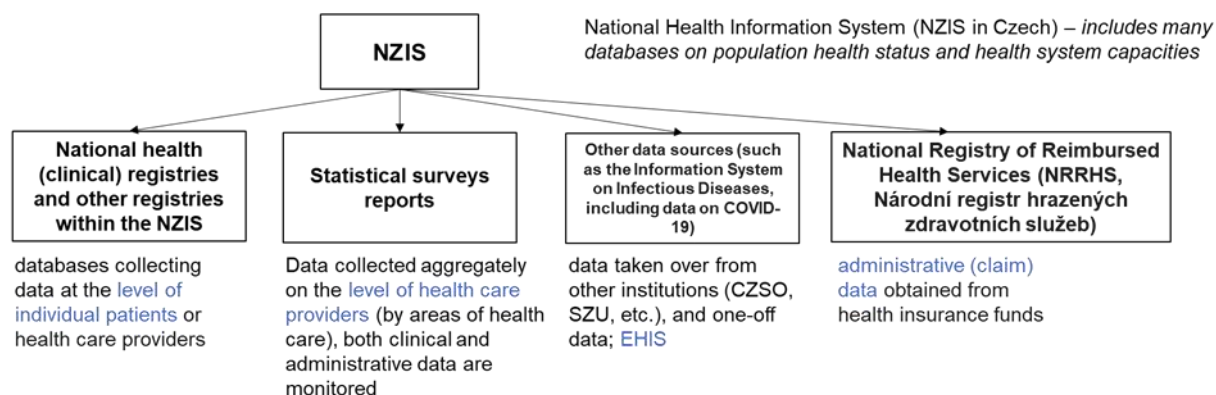 NZIS
National Health Information System (NZIS in Czech) – includes many
databases on population health status and health system capacities
National health
(clinical) registries
and other registries
within the NZIS
Statistical surveys
reports
Other data sources (such
as the Information System
on Infectious Diseases,
including data on COVID-
19)
National Registry of Reimbursed
Health Services (NRRHS,
Národní registr hrazených
zdravotních služeb)
databases collecting
data at the level of
individual patients or
health care providers
Data collected aggregately
on the level of health care
providers (by areas of health
care), both clinical and
administrative data are
monitored
data taken over from
other institutions (CZSO,
SZU, etc.), and one-off
data; EHIS
administrative (claim)
data obtained from
health insurance funds